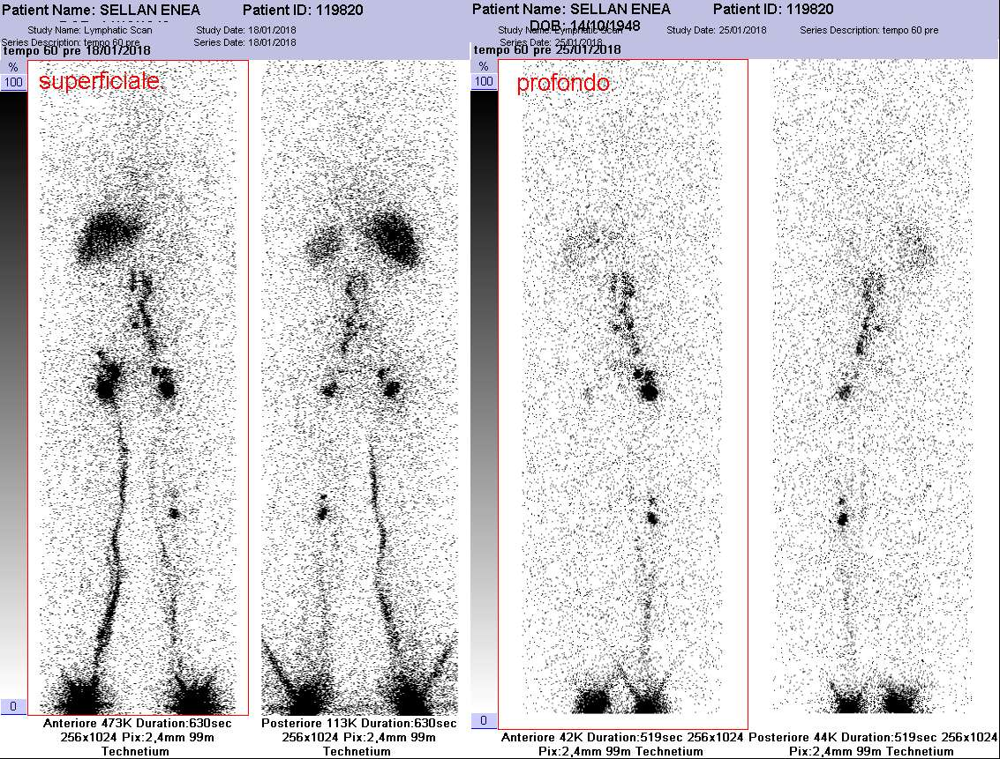 Patient Name: SELLAN ENEA Patient ID: 119820
Study Name: Lymphatic Scan Study Date: 18/01/2018
Series Description: tempo 60 pre Series Date: 18/01/2018
tempo 60 pre 18/01/2018
%
100
superficiale
0
Anteriore 473K Duration:630sec
256x1024 Pix:2,4mm 99m
Technetium
Posteriore 113K Duration:630sec
256x1024 Pix:2,4mm 99m
Technetium
Patient Name: SELLAN ENEA Patient ID: 119820
DOB: 14/10/1948
Study Name: Lymphatic Scan Study Date: 25/01/2018 Series Description: tempo 60 pre
Series Date: 25/01/2018
tempo 60 pre 25/01/2018
%
100
profondo
0
Anteriore 42K Duration:519sec 256x1024
Pix:2,4mm 99m Technetium
Posteriore 44K Duration:519sec 256x1024
Pix:2,4mm 99m Technetium